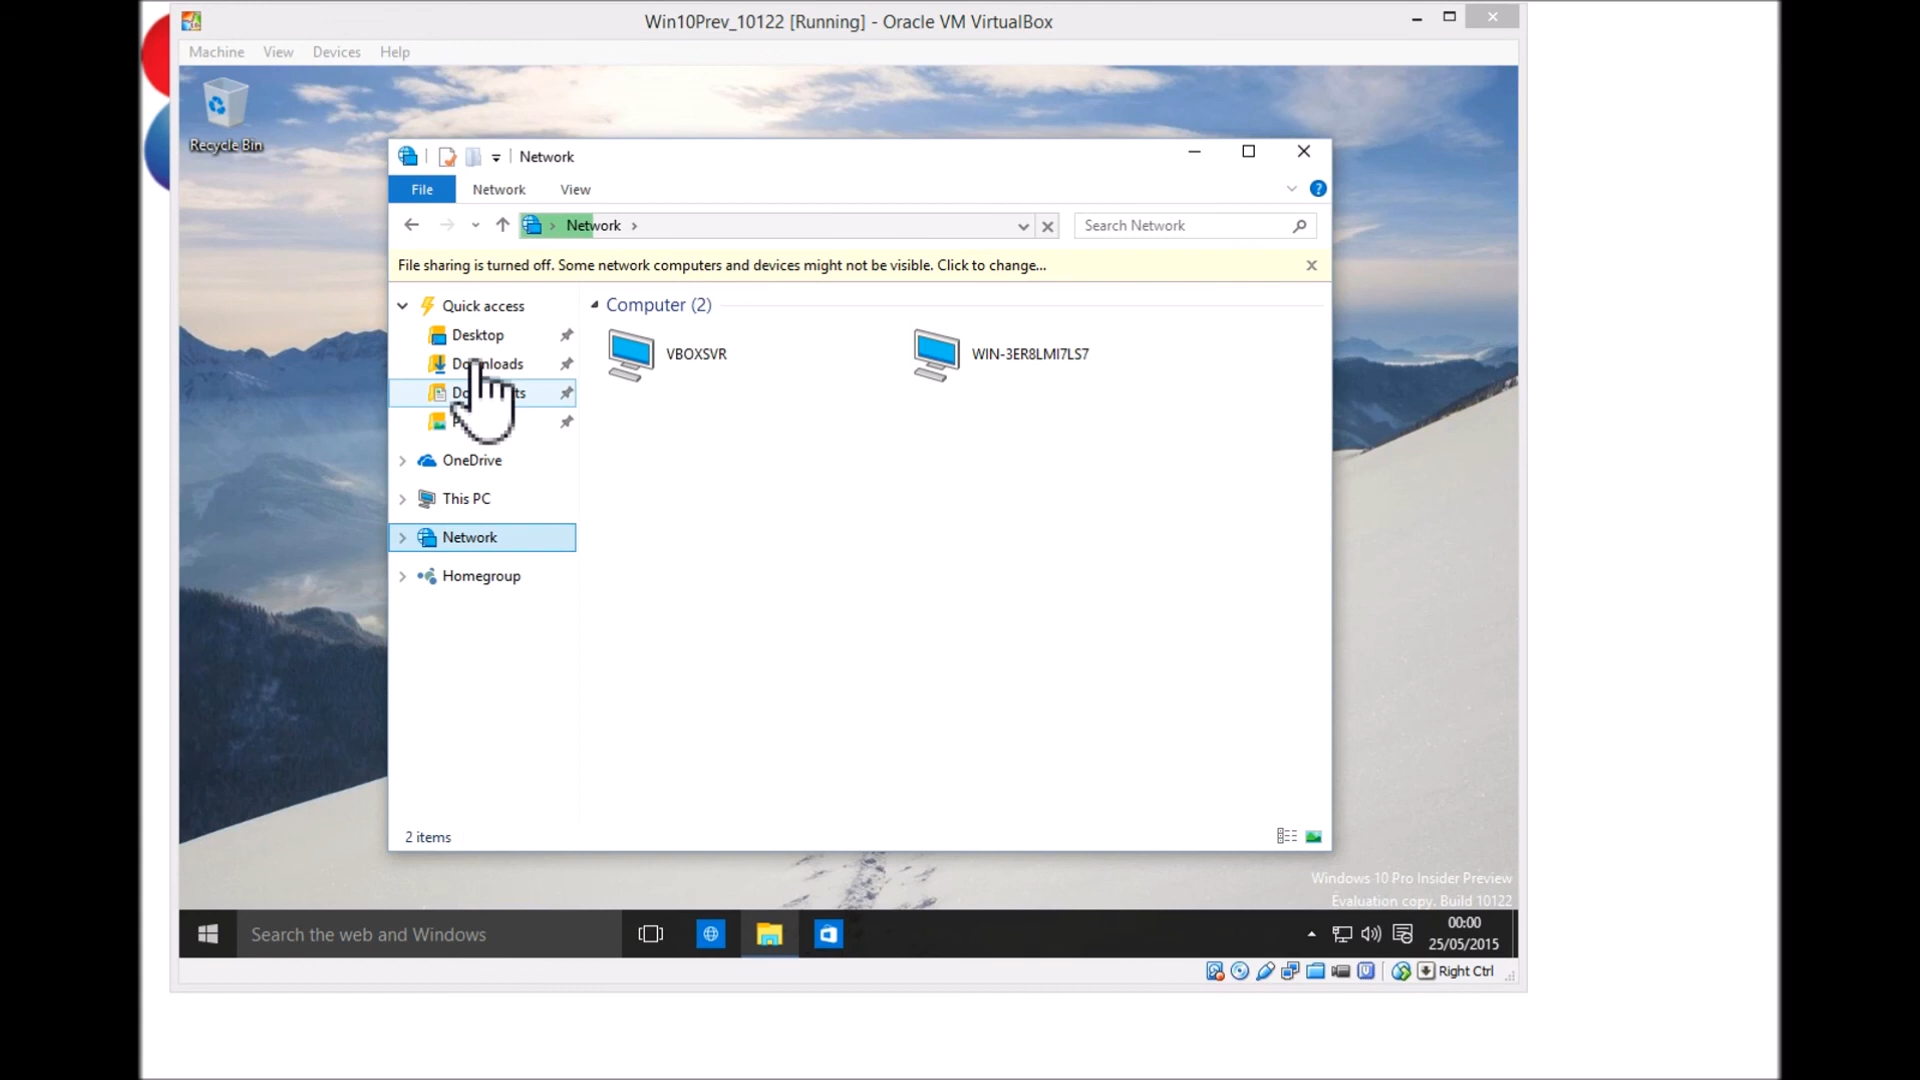 Win10Prev_10122 [Running] - Oracle VM VirtualBox
Machine View Devices Help
Recycle Bin
Network
File Network View
Network
Search Network
File sharing is turned off. Some network computers and devices might not be visible. Click to change...
Quick access
Computer (2)
Desktop
VBOXSVR
WIN-3ER8LMI7LS7
OneDrive
This PC
Network
Homegroup
2 items
Windows 10 Pro Insider Preview
Evaluation copy. Build 10122
Search the web and Windows
00:00
25/05/2015
Right Ctrl